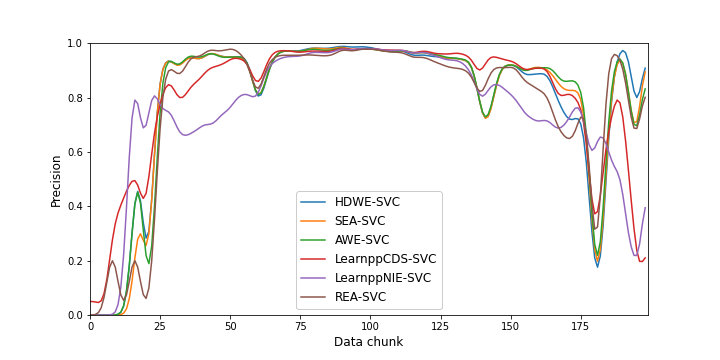 1.0
0.8
0.6
0.4
0.2
0.0
Precision
0
25
50
75
100
125
150
175
Data chunk
HDWE-SVC
SEA-SVC
AWE-SVC
LearnppCDS-SVC
LearnppNIE-SVC
REA-SVC